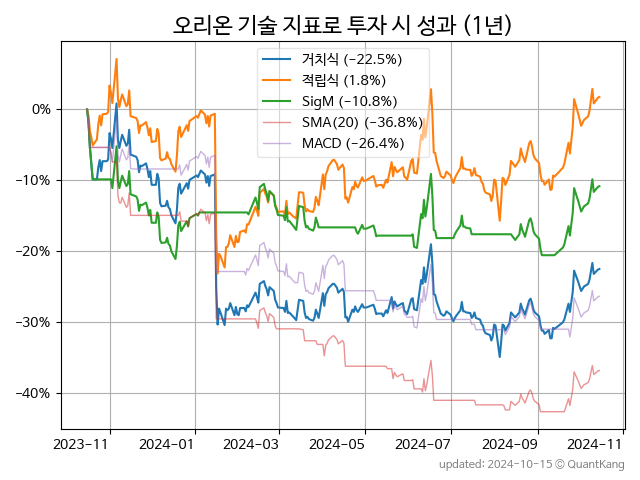 오리온 기술 지표로 투자 시 성과 (1년)
거치식 (−22.5%)
적립식 (1.8%)
SigM (−10.8%)
SMA(20) (−36.8%)
MACD (−26.4%)
0%
−10%
−20%
−30%
−40%
2023−11 2024−01 2024−03 2024−05 2024−07 2024−09 2024−11
updated: 2024-10-15 © QuantKang